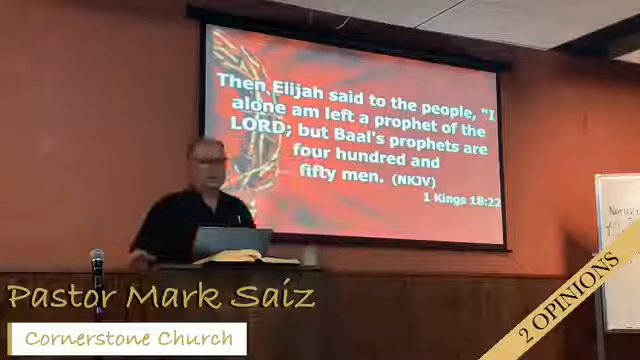 Then Elijah said to the people, "I
alone am left a prophet of the
LORD; but Baal's prophets are
four hundred and
fifty men. (NKJV)
1 Kings 18:22
Pastor Mark Saiz
Cornerstone Church
2 OPINIONS